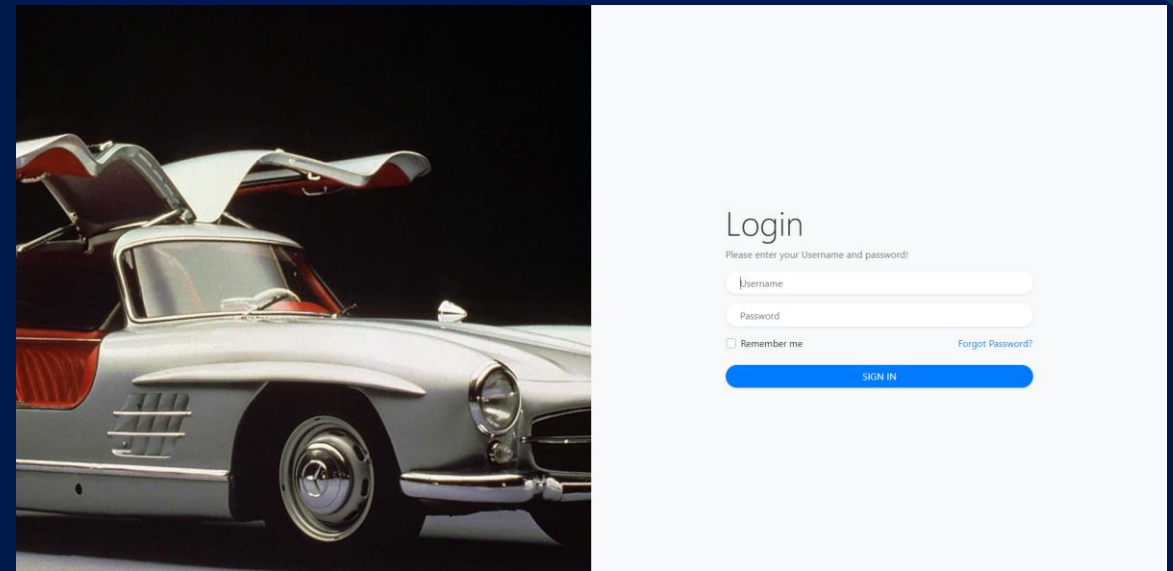 Login
Please enter your Username and password!
Username
Password
Remember me
Forgot Password?
SIGN IN